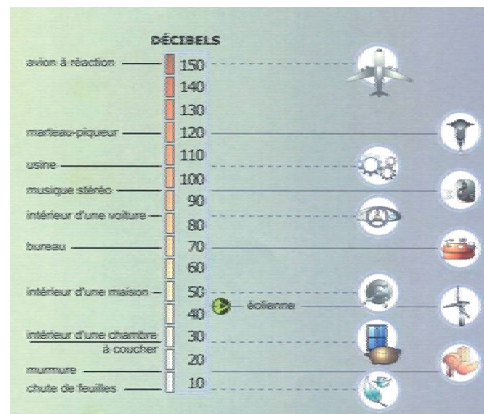 DÉCIBELS
avion à réaction 150
140
130
marteau-piqueur 120
110
usine
100
musique stéréo
90
intérieur d'une voiture
80
bureau 70
60
intérieur d'une maison 50
éolienne
40
intérieur d'une chambre 30
à coucher
20
murmure
chute de feuilles 10